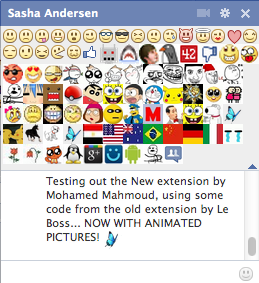 Sasha Andersen
42
M
g+
Testing out the New extension by
Mohamed Mahmoud, using some
code from the old extension by Le
Boss... NOW WITH ANIMATED
PICTURES!